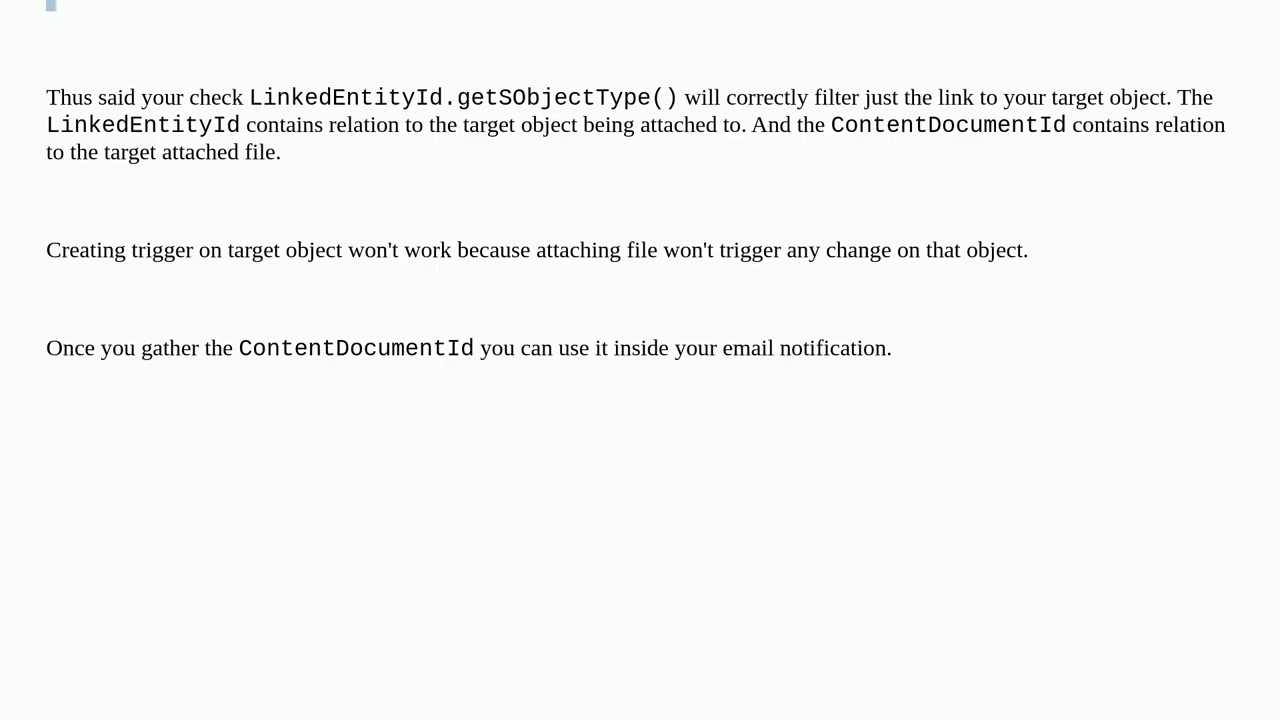 Thus said your check LinkedEntityId.getSObjectType() will correctly filter just the link to your target object. The
LinkedEntityId contains relation to the target object being attached to. And the ContentDocumentId contains relation
to the target attached file.
Creating trigger on target object won't work because attaching file won't trigger any change on that object.
Once you gather the ContentDocumentId you can use it inside your email notification.